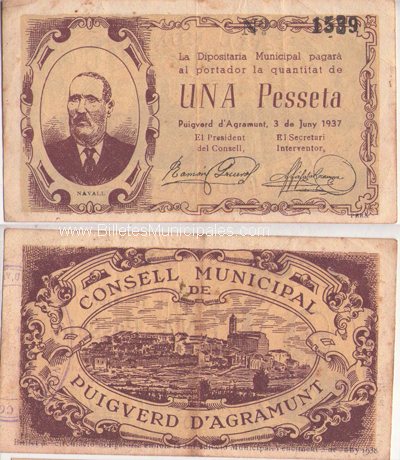 Nº 1589
La Dipositaria Municipal pagarà
al portador la quantitat de
UNA Pesseta
Puigverd d'Agramunt, 3 de Juny 1937
El President
del Consell,
El Secretari
Interventor,
NAVALL
www.BilletesMunicipales.com
CONSELL MUNICIPAL
DE
PUIGVERD D'AGRAMUNT